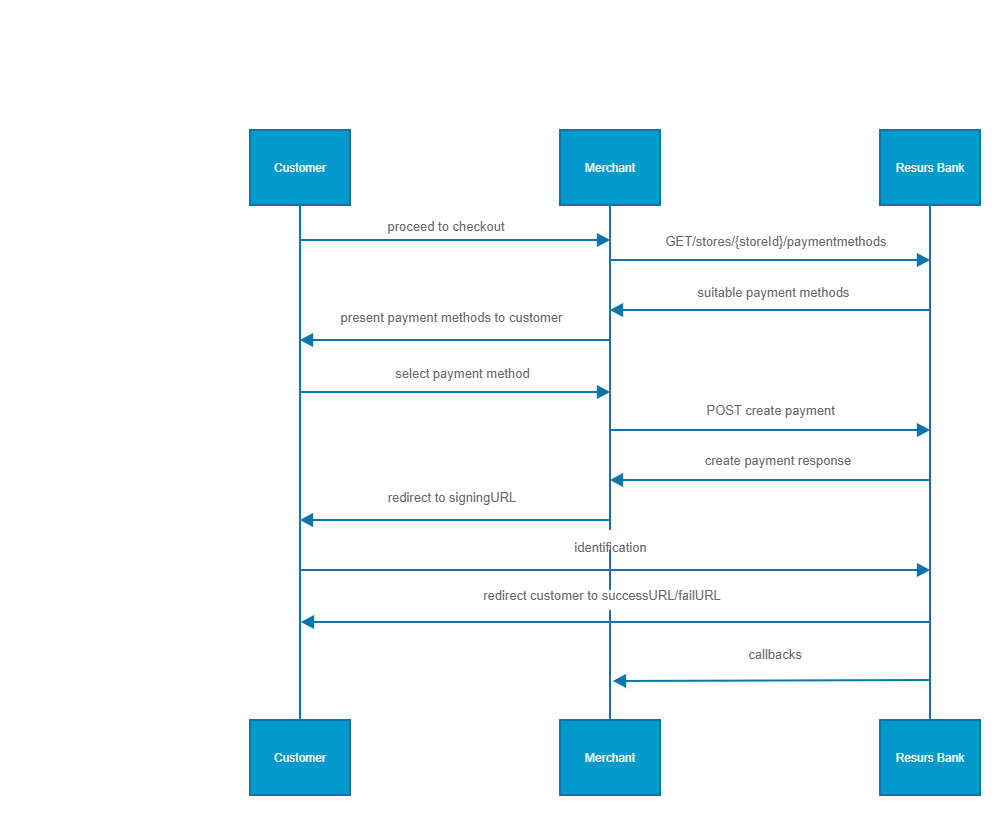 Customer
Merchant
Resurs Bank
proceed to checkout
GET/stores/{storeId}/paymentmethods
suitable payment methods
present payment methods to customer
select payment method
POST create payment
create payment response
redirect to signingURL
identification
redirect customer to successURL/failURL
callbacks
Customer
Merchant
Resurs Bank